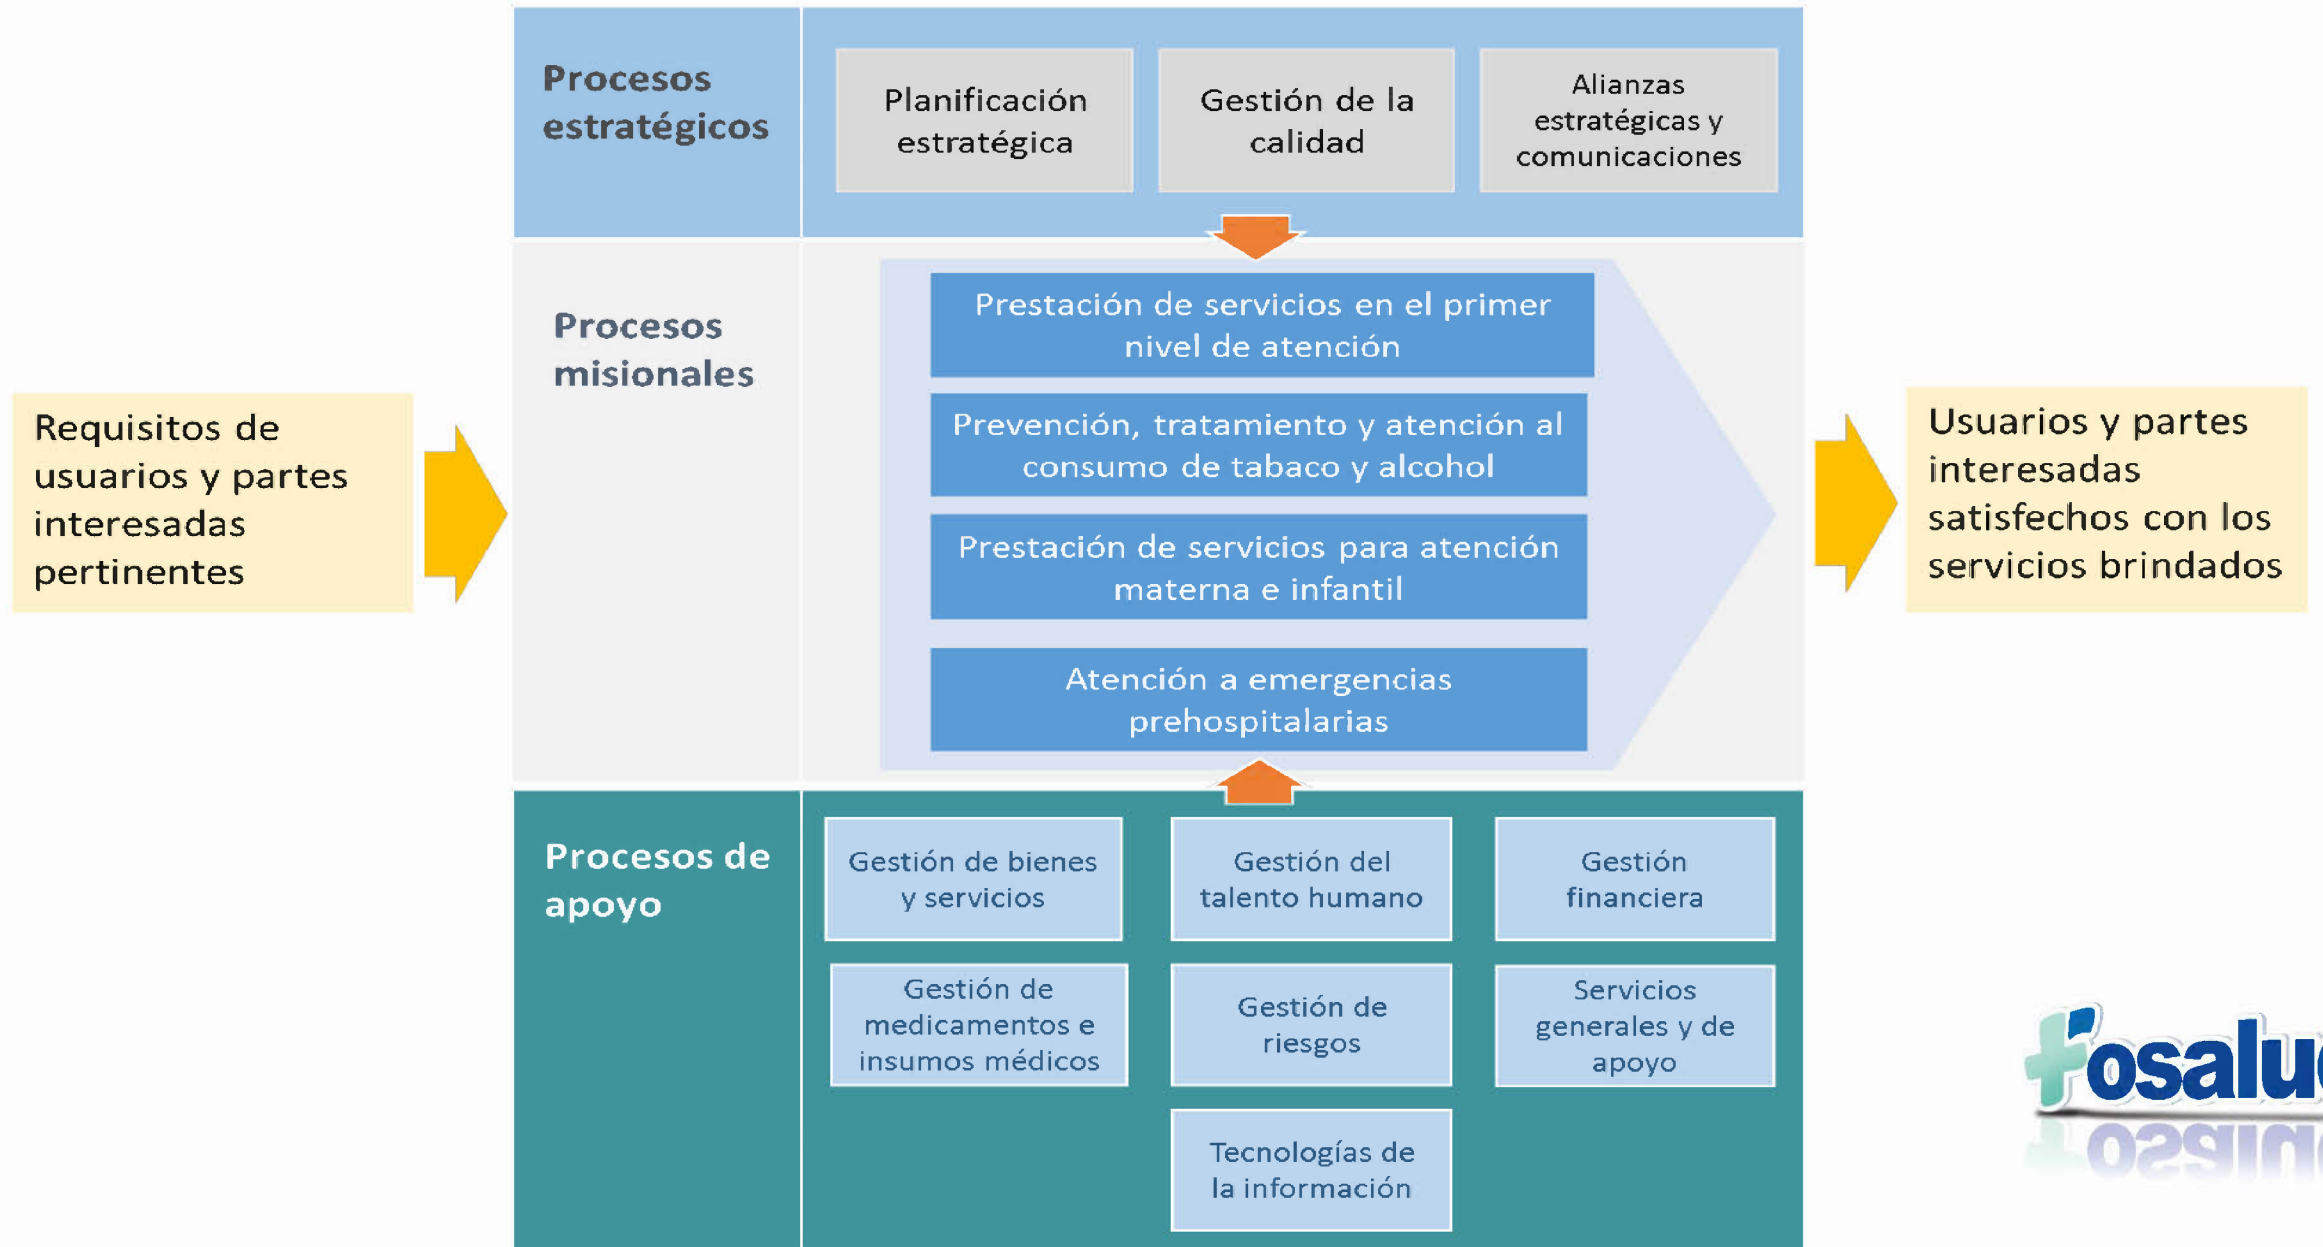 Procesos
estratégicos
Planificación
estratégica
Gestión de la
calidad
Alianzas
estratégicas y
comunicaciones
Procesos
misionales
Prestación de servicios en el primer
nivel de atención
Prevención, tratamiento y atención al
consumo de tabaco y alcohol
Prestación de servicios para atención
materna e infantil
Atención a emergencias
prehospitalarias
Requisitos de
usuarios y partes
interesadas
pertinentes
Usuarios y partes
interesadas
satisfechos con los
servicios brindados
Procesos de
apoyo
Gestión de bienes
y servicios
Gestión del
talento humano
Gestión
financiera
Gestión de
medicamentos e
insumos médicos
Gestión de
riesgos
Servicios
generales y de
apoyo
Tecnologías de
la información
fosalud